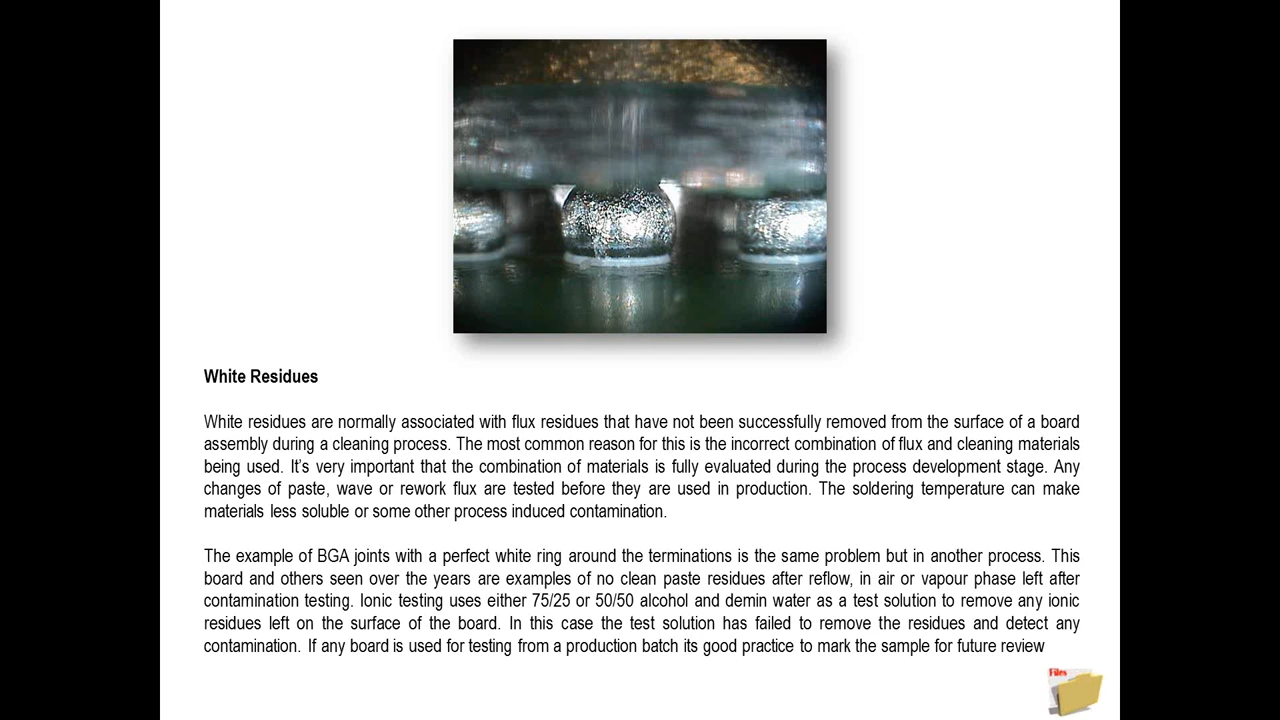 White Residues
White residues are normally associated with flux residues that have not been successfully removed from the surface of a board
assembly during a cleaning process. The most common reason for this is the incorrect combination of flux and cleaning materials
being used. It’s very important that the combination of materials is fully evaluated during the process development stage. Any
changes of paste, wave or rework flux are tested before they are used in production. The soldering temperature can make
materials less soluble or some other process induced contamination.
The example of BGA joints with a perfect white ring around the terminations is the same problem but in another process. This
board and others seen over the years are examples of no clean paste residues after reflow, in air or vapour phase left after
contamination testing. Ionic testing uses either 75/25 or 50/50 alcohol and demin water as a test solution to remove any ionic
residues left on the surface of the board. In this case the test solution has failed to remove the residues and detect any
contamination. If any board is used for testing from a production batch its good practice to mark the sample for future review
Files